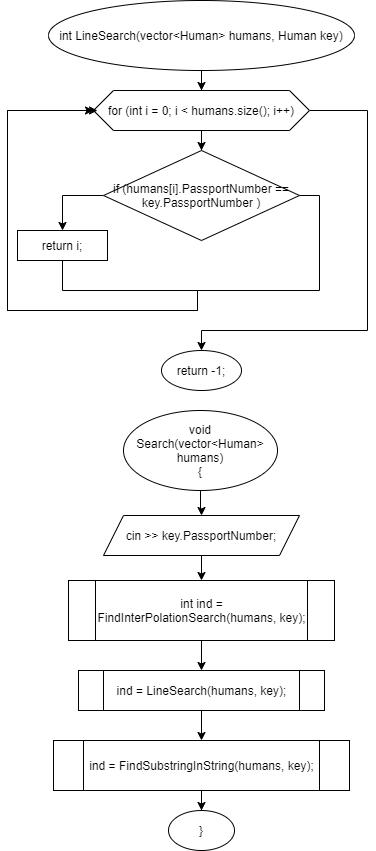 int LineSearch(vector<Human> humans, Human key)
for (int i = 0; i < humans.size(); i++)
if (humans[i].PassportNumber ==
key.PassportNumber )
return i;
return -1;
void
Search(vector<Human>
humans)
{
cin >> key.PassportNumber;
int ind =
FindInterPolationSearch(humans, key);
ind = LineSearch(humans, key);
ind = FindSubstringInString(humans, key);
}